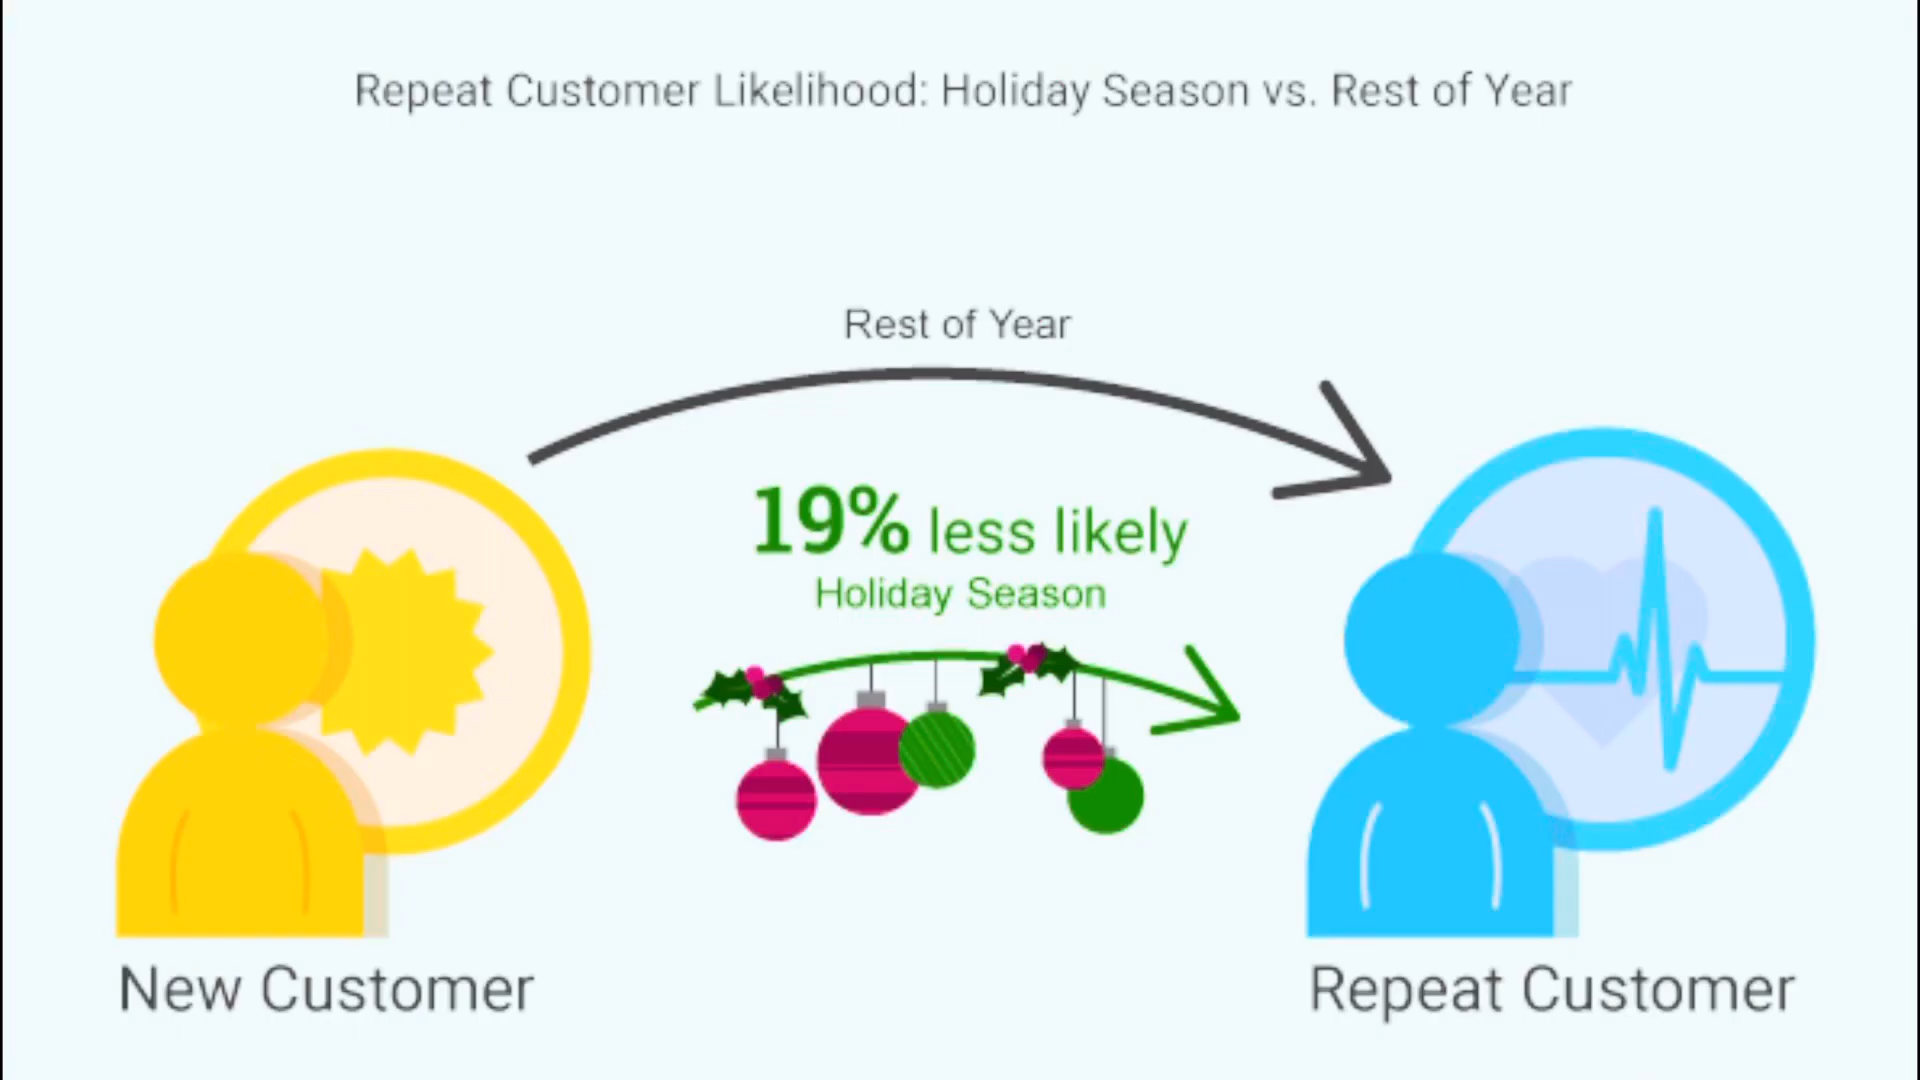 Repeat Customer Likelihood: Holiday Season vs. Rest of Year
Rest of Year
19% less likely
Holiday Season
New Customer
Repeat Customer